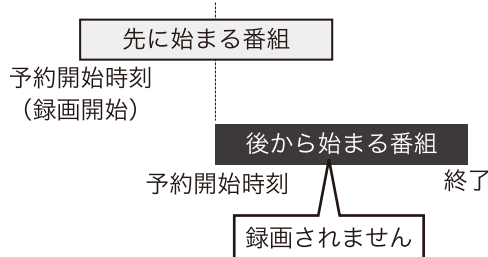 先に始まる番組
予約開始時刻
（録画開始）
後から始まる番組
予約開始時刻
終了
録画されません